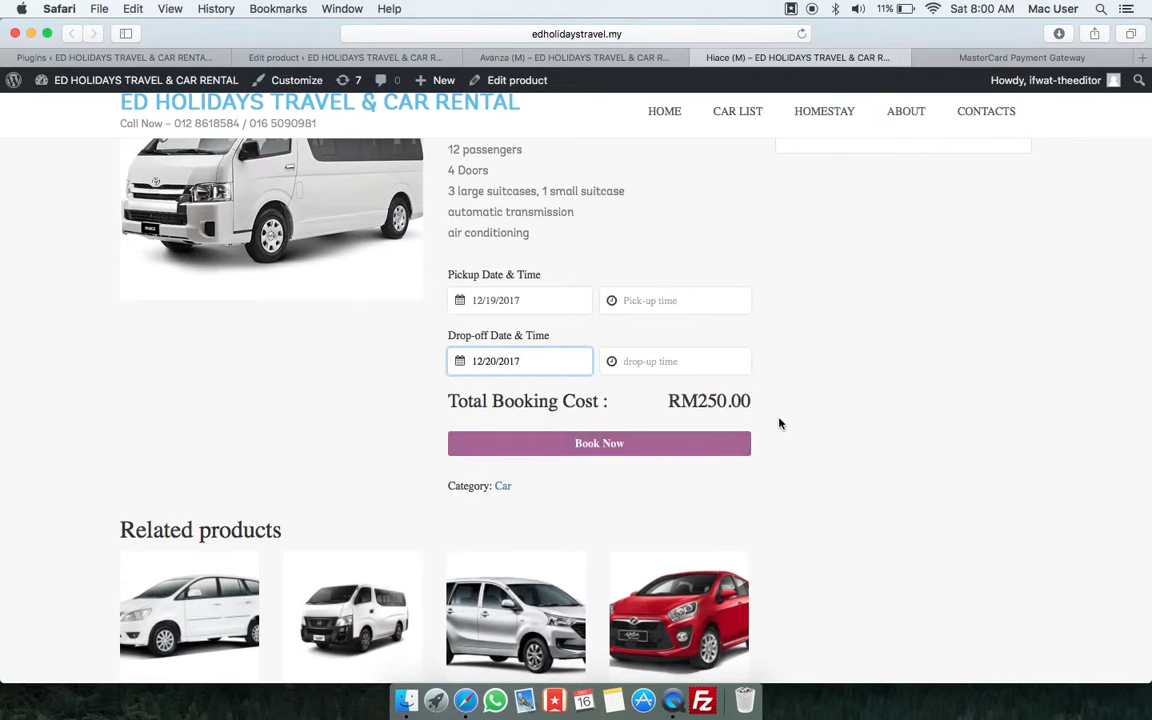 Safari File Edit View History Bookmarks Window Help 11% Sat 8:00 AM Mac User
edholidaystravel.my
Plugins ‹ ED HOLIDAYS TRAVEL & CAR RENTA... Edit product ‹ ED HOLIDAYS TRAVEL & CAR R... Avanza (M) – ED HOLIDAYS TRAVEL & CAR R... Hiace (M) – ED HOLIDAYS TRAVEL & CAR R... MasterCard Payment Gateway
ED HOLIDAYS TRAVEL & CAR RENTAL Customize 7 0 New Edit product Howdy, ifwat-theeditor
ED HOLIDAYS TRAVEL & CAR RENTAL
Call Now – 012 8618584 / 016 5090981
HOME CAR LIST HOMESTAY ABOUT CONTACTS
12 passengers
4 Doors
3 large suitcases, 1 small suitcase
automatic transmission
air conditioning
Pickup Date & Time
12/19/2017 Pick-up time
Drop-off Date & Time
12/20/2017 drop-up time
Total Booking Cost : RM250.00
Book Now
Category: Car
Related products
16
Fz